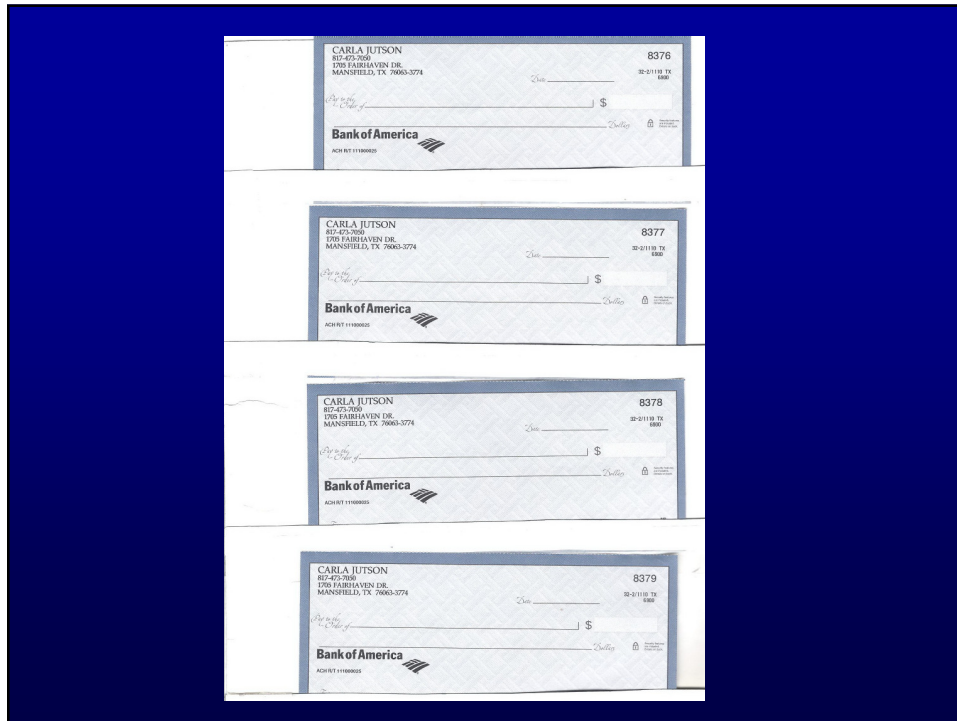 CARLA JUTSON
817-473-7050
1705 FAIRHAVEN DR.
MANSFIELD, TX 76063-3774
8376
32-2/1110 TX
6900
Date
Pay to the
Order of
$
Dollars
Bank of America
ACH R/T 111000025
CARLA JUTSON
817-473-7050
1705 FAIRHAVEN DR.
MANSFIELD, TX 76063-3774
8377
32-2/1110 TX
6900
Date
Pay to the
Order of
$
Dollars
Bank of America
ACH R/T 111000025
CARLA JUTSON
817-473-7050
1705 FAIRHAVEN DR.
MANSFIELD, TX 76063-3774
8378
32-2/1110 TX
6900
Date
Pay to the
Order of
$
Dollars
Bank of America
ACH R/T 111000025
CARLA JUTSON
817-473-7050
1705 FAIRHAVEN DR.
MANSFIELD, TX 76063-3774
8379
32-2/1110 TX
6900
Date
Pay to the
Order of
$
Dollars
Bank of America
ACH R/T 111000025